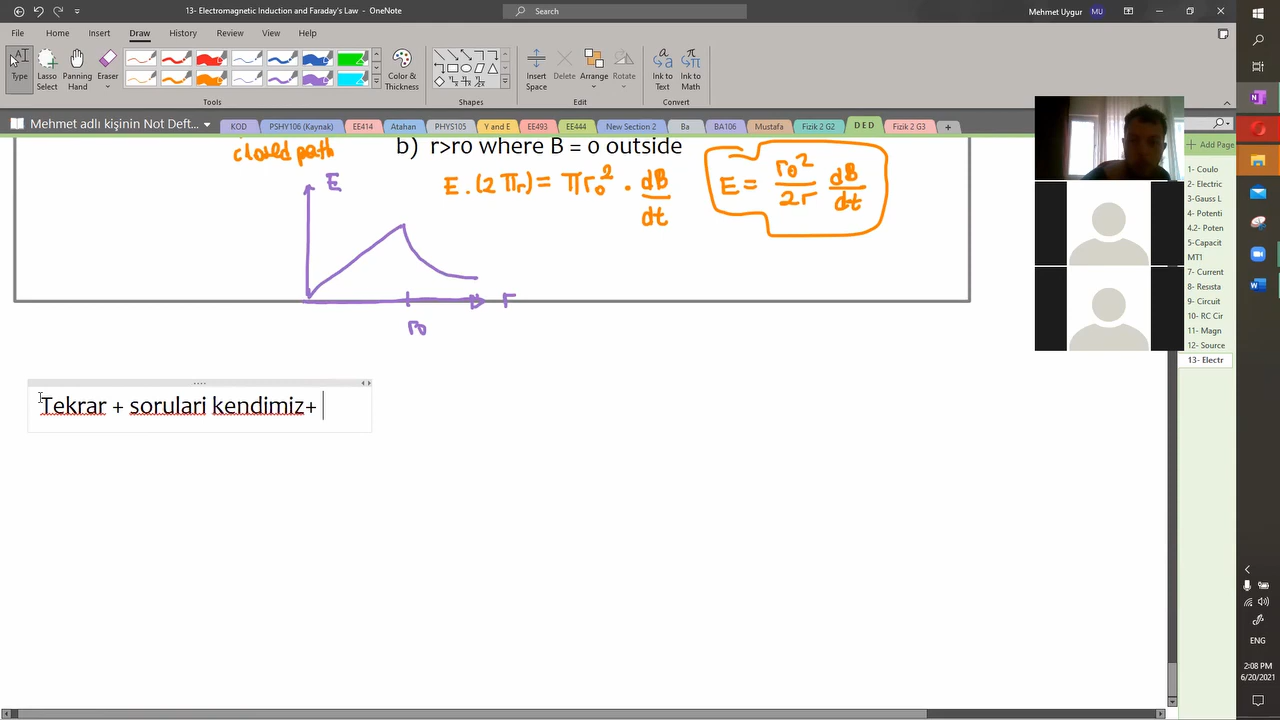 13- Electromagnetic Induction and Faraday's Law - OneNote
Search
Mehmet Uygur
MU
File Home Insert Draw History Review View Help
Type
Lasso Select
Panning Hand
Eraser
Color & Thickness
Insert Space
Delete
Arrange
Rotate
Ink to Text
Ink to Math
Tools
Shapes
Edit
Convert
Mehmet adlı kişinin Not Deft...
KOD PSHY106 (Kaynak) EE414 Atahan PHYS105 Y and E EE493 EE444 New Section 2 Ba BA106 Mustafa Fizik 2 G2 D E D Fizik 2 G3 +
Add Page
1- Coulo
2- Electric
3-Gauss L
4- Potenti
4.2- Poten
5-Capacit
MT1
7- Current
8- Resista
9- Circuit
10- RC Cir
11- Magn
12- Source
13- Electr
closed path
b) r>r0 where B = 0 outside
E . (2πr) = πr₀² . dB/dt
E = r₀²/2r dB/dt
E
r
r₀
Tekrar + sorulari kendimiz+
ENG
2:08 PM
6/20/2021